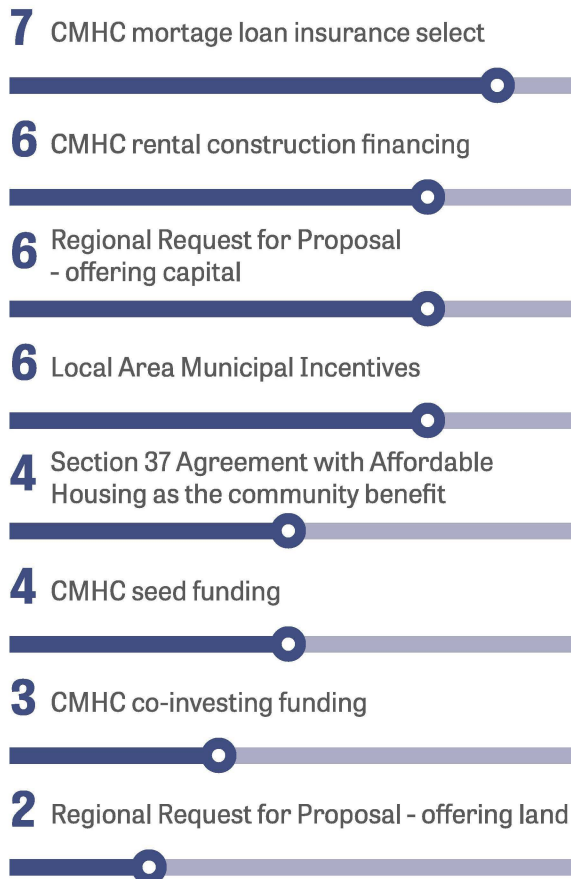 7 CMHC mortage loan insurance select
6 CMHC rental construction financing
6 Regional Request for Proposal
- offering capital
6 Local Area Municipal Incentives
4 Section 37 Agreement with Affordable
Housing as the community benefit
4 CMHC seed funding
3 CMHC co-investing funding
2 Regional Request for Proposal - offering land